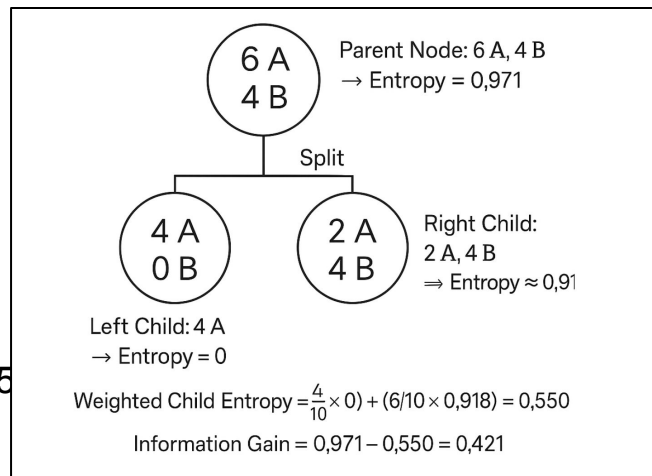 6 A
4 B
Parent Node: 6 A, 4 B
→ Entropy = 0,971
Split
4 A
0 B
2 A
4 B
Right Child:
2 A, 4 B
⇒ Entropy ≈ 0,91
Left Child: 4 A
→ Entropy = 0
5
Weighted Child Entropy = 4/10 × 0) + (6/10 × 0,918) = 0,550
Information Gain = 0,971 – 0,550 = 0,421